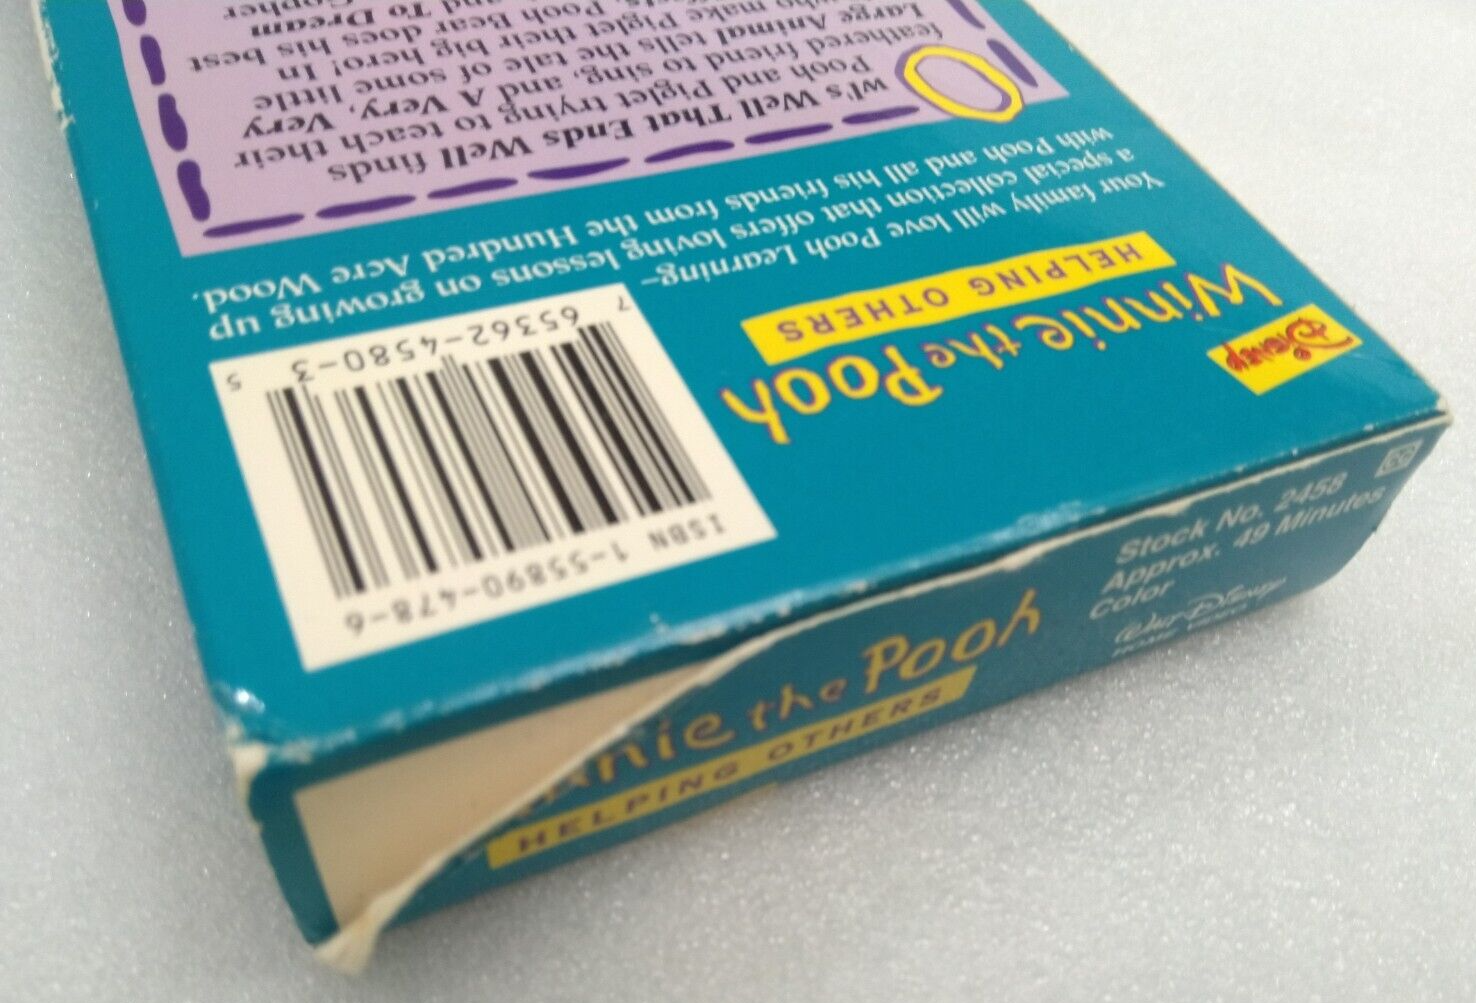 wl's Well That Ends Well finds
Pooh and Piglet trying to teach their
feathered friend to sing, and A Very, Very
Large Animal tells the tale of some little
who make Piglet their big hero! In
Pooh Bear does his best
and To Dream
Gopher
Your family will love Pooh Learning–
a special collection that offers loving lessons on growing up
with Pooh and all his friends from the Hundred Acre Wood.
Disney
Winnie the Pooh
HELPING OTHERS
ISBN 1-55890-478-6
7 65362-4580-3 5
nnie the Pooh
HELPING OTHERS
Stock No. 2458
Approx. 49 Minutes
Color
CC
Walt Disney